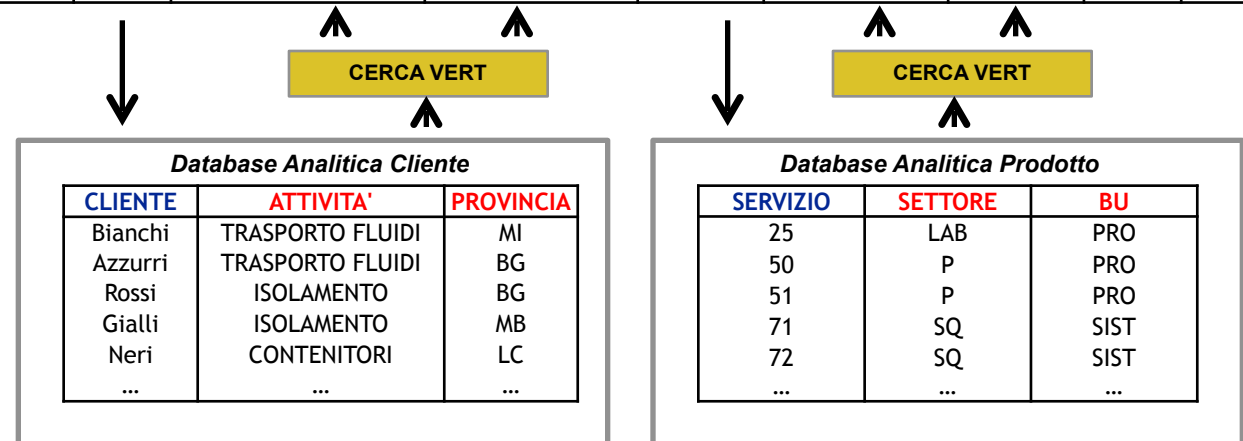 CERCA VERT
CERCA VERT
Database Analitica Cliente
CLIENTE ATTIVITA' PROVINCIA
Bianchi TRASPORTO FLUIDI MI
Azzurri TRASPORTO FLUIDI BG
Rossi ISOLAMENTO BG
Gialli ISOLAMENTO MB
Neri CONTENITORI LC
... ... ...
Database Analitica Prodotto
SERVIZIO SETTORE BU
25 LAB PRO
50 P PRO
51 P PRO
71 SQ SIST
72 SQ SIST
... ... ...